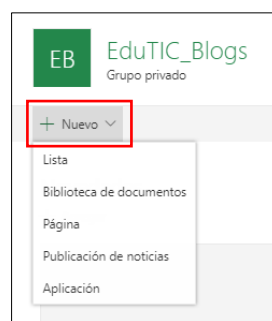 EB
EduTIC_Blogs
Grupo privado
+ Nuevo
Lista
Biblioteca de documentos
Página
Publicación de noticias
Aplicación